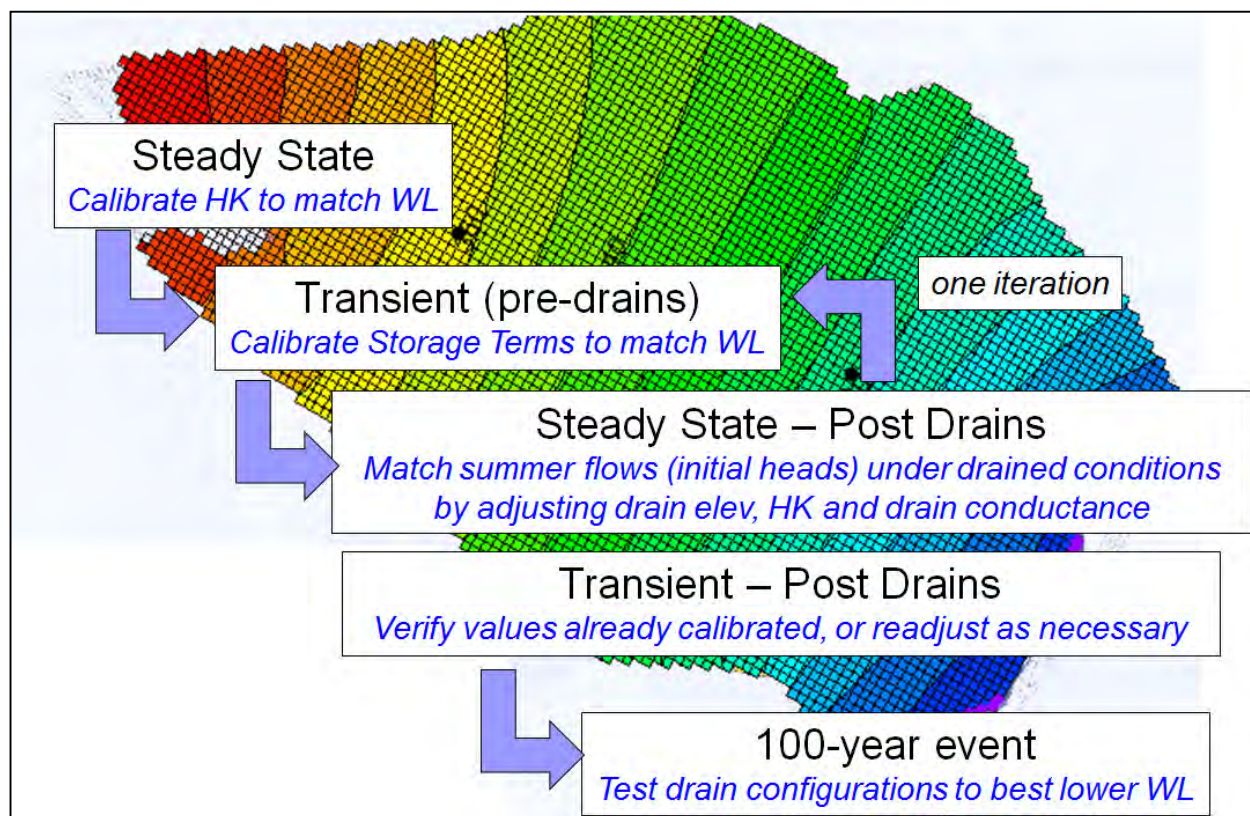 Steady State
Calibrate HK to match WL
Transient (pre-drains)
Calibrate Storage Terms to match WL
one iteration
Steady State – Post Drains
Match summer flows (initial heads) under drained conditions
by adjusting drain elev, HK and drain conductance
Transient – Post Drains
Verify values already calibrated, or readjust as necessary
100-year event
Test drain configurations to best lower WL